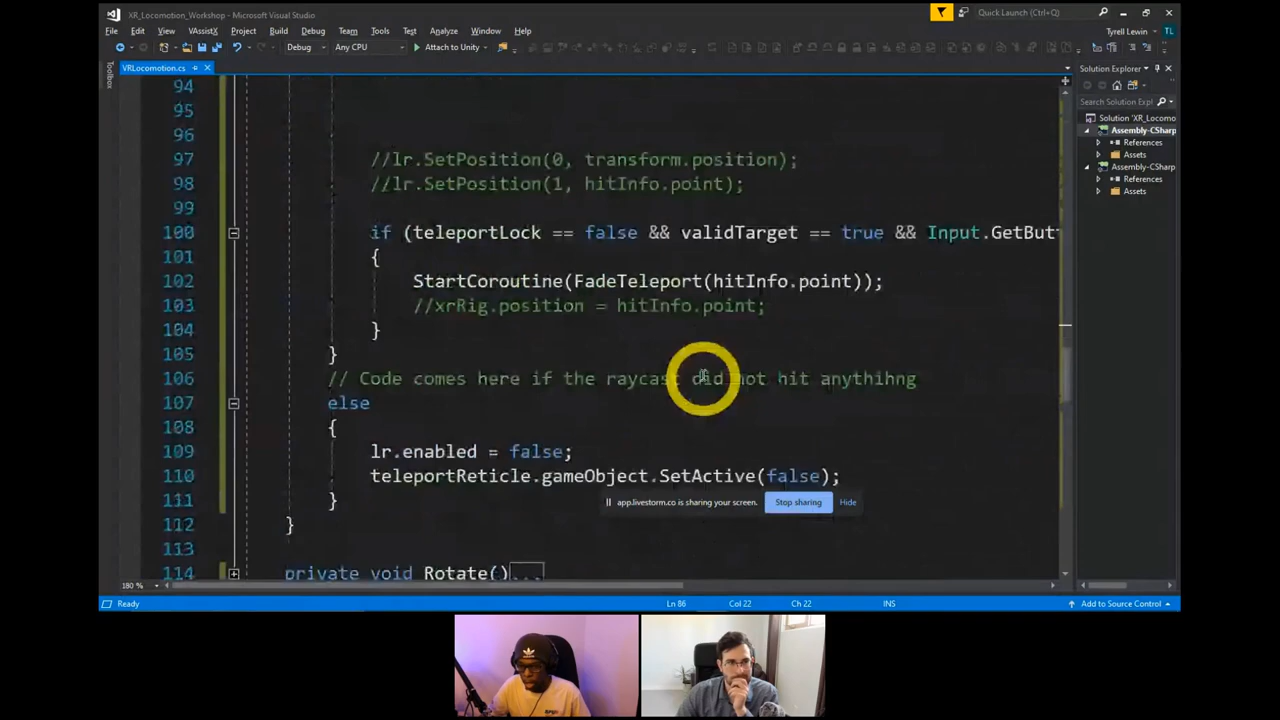 XR_Locomotion_Workshop - Microsoft Visual Studio
Quick Launch (Ctrl+Q)
File Edit View VAssistX Project Build Debug Team Tools Test Analyze Window Help
Tyrell Lewin TL
Debug Any CPU Attach to Unity
VRLocomotion.cs
Solution Explorer
Toolbox
Search Solution Expl
Solution 'XR_Locomo
Assembly-CSharp
References
Assets
Assembly-CSharp
References
Assets
94
95
96
97 //lr.SetPosition(0, transform.position);
98 //lr.SetPosition(1, hitInfo.point);
99
100 if (teleportLock == false && validTarget == true && Input.GetButt
101 {
102 StartCoroutine(FadeTeleport(hitInfo.point));
103 //xrRig.position = hitInfo.point;
104 }
105 }
106 // Code comes here if the raycast did not hit anythihng
107 else
108 {
109 lr.enabled = false;
110 teleportReticle.gameObject.SetActive(false);
111 }
112 }
113
114 private void Rotate()...
app.livestorm.co is sharing your screen. Stop sharing Hide
180 %
Ready Ln 86 Col 22 Ch 22 INS Add to Source Control
adidas